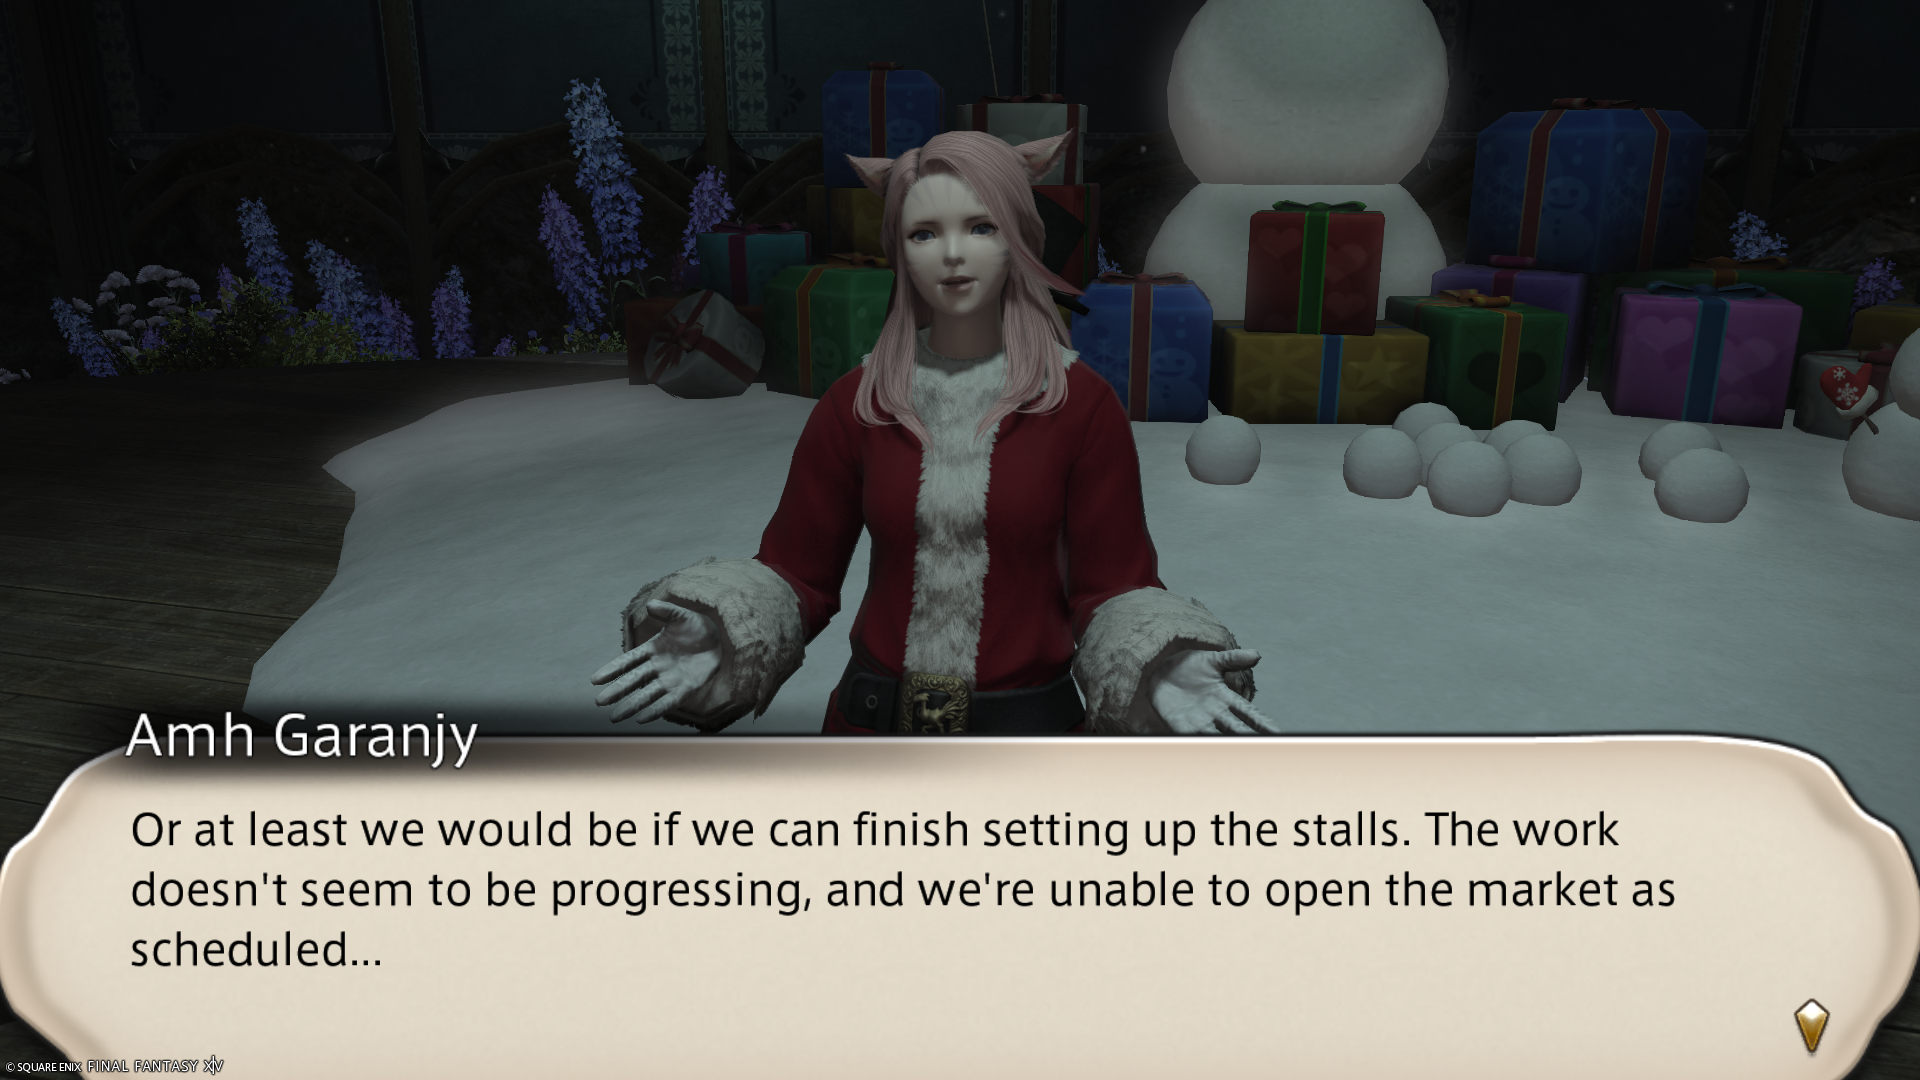 Amh Garanjy
Or at least we would be if we can finish setting up the stalls. The work
doesn't seem to be progressing, and we're unable to open the market as
scheduled...
© SQUARE ENIX FINAL FANTASY XIV